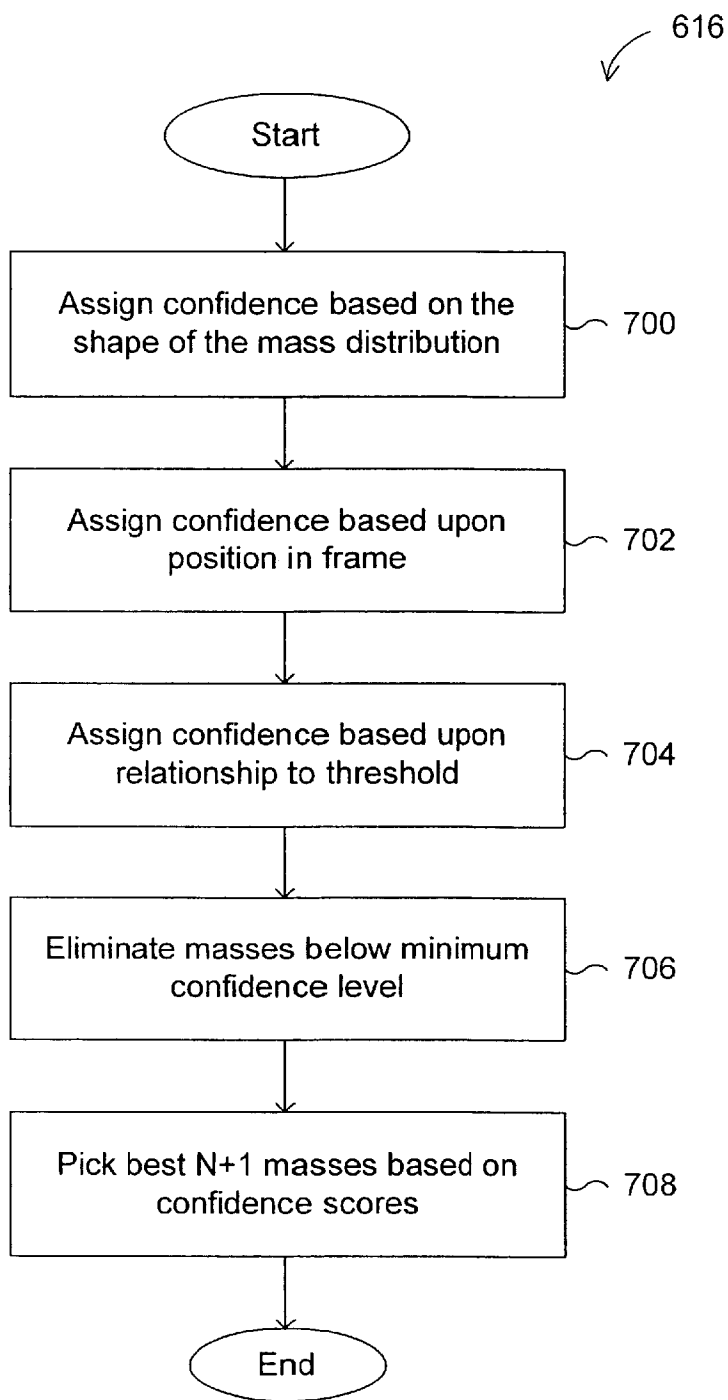 616
Start
Assign confidence based on the
shape of the mass distribution
700
Assign confidence based upon
position in frame
702
Assign confidence based upon
relationship to threshold
704
Eliminate masses below minimum
confidence level
706
Pick best N+1 masses based on
confidence scores
708
End